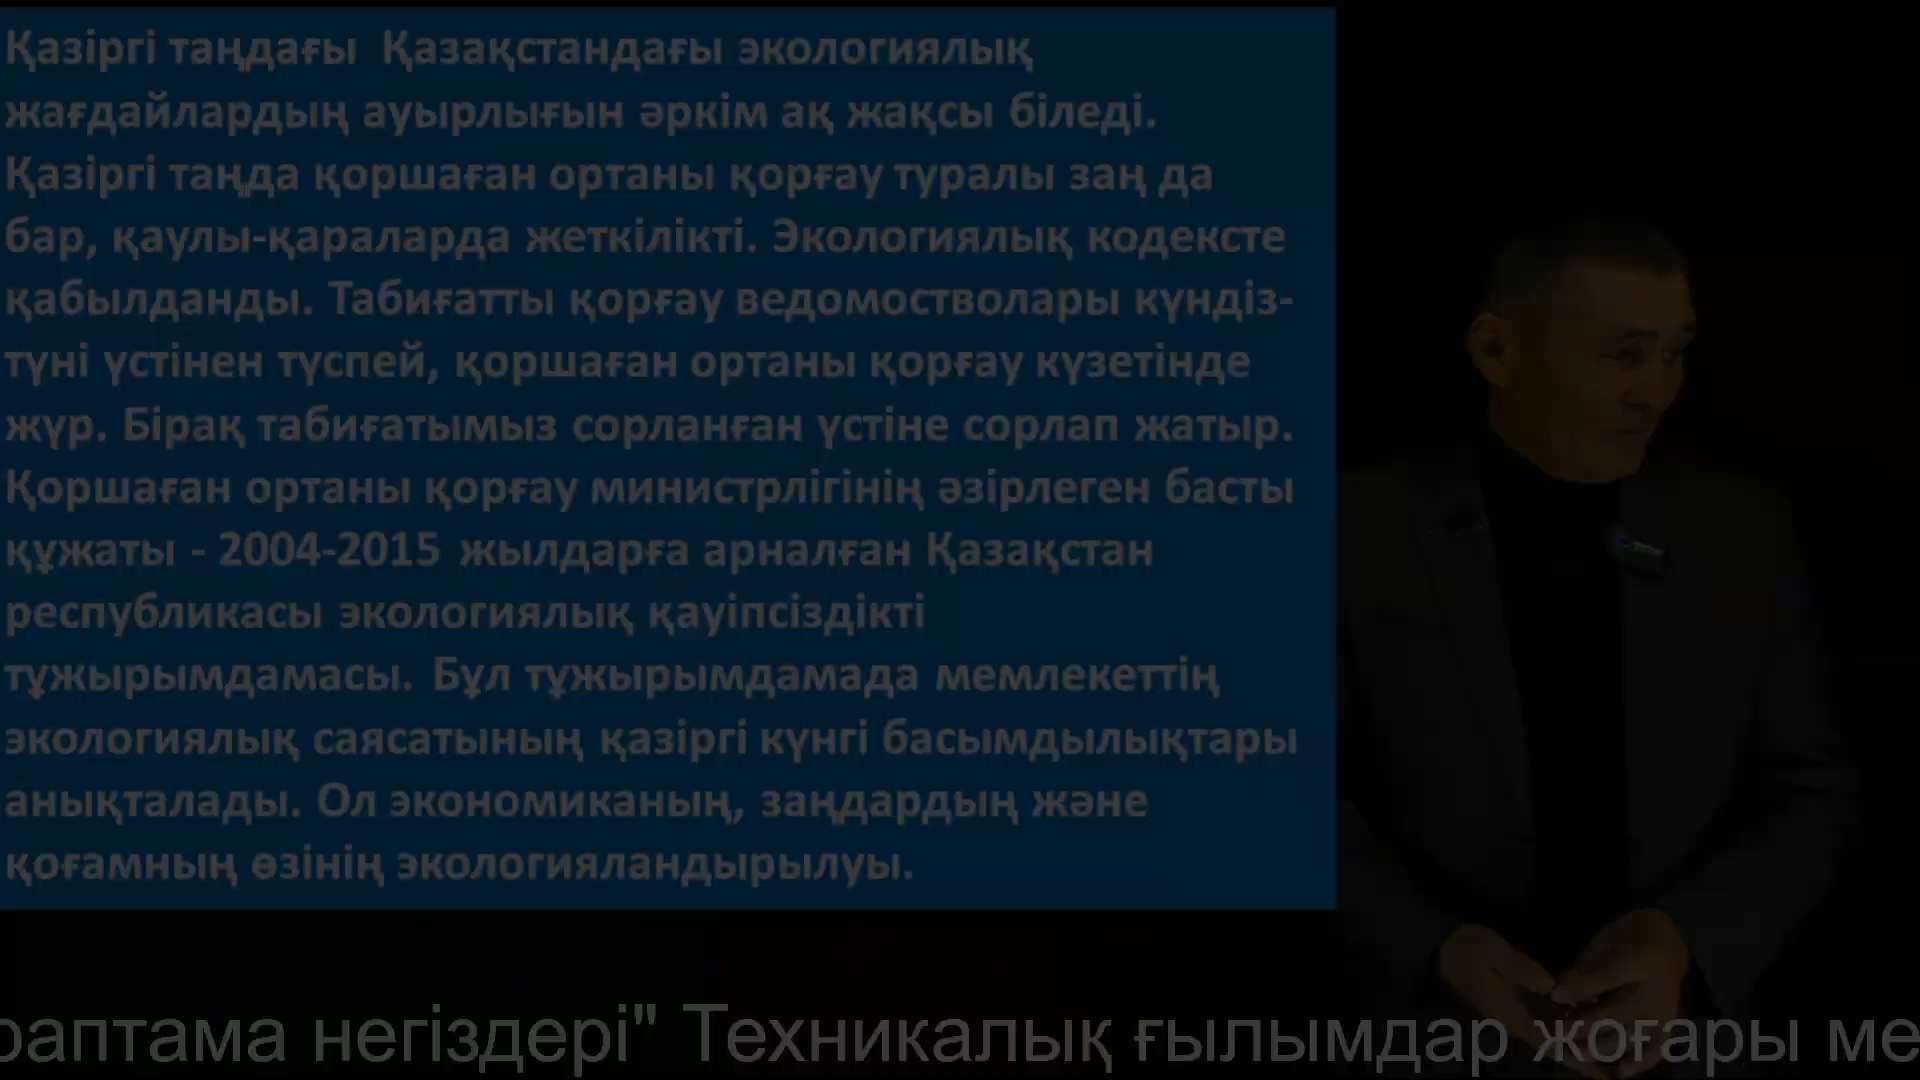 Қазіргі таңдағы Қазақстандағы экологиялық
жағдайлардың ауырлығын әркім ақ жақсы біледі.
Қазіргі таңда қоршаған ортаны қорғау туралы заң да
бар, қаулы-қараларда жеткілікті. Экологиялық кодексте
қабылданды. Табиғатты қорғау ведомостволары күндіз-
түні үстінен түспей, қоршаған ортаны қорғау күзетінде
жүр. Бірақ табиғатымыз сорланған үстіне сорлап жатыр.
Қоршаған ортаны қорғау министрлігінің әзірлеген басты
құжаты - 2004-2015 жылдарға арналған Қазақстан
республикасы экологиялық қауіпсіздікті
тұжырымдамасы. Бұл тұжырымдамада мемлекеттің
экологиялық саясатының қазіргі күнгі басымдылықтары
анықталады. Ол экономиканың, заңдардың және
қоғамның өзінің экологияландырылуы.
раптама негіздері" Техникалық ғылымдар жоғары ме